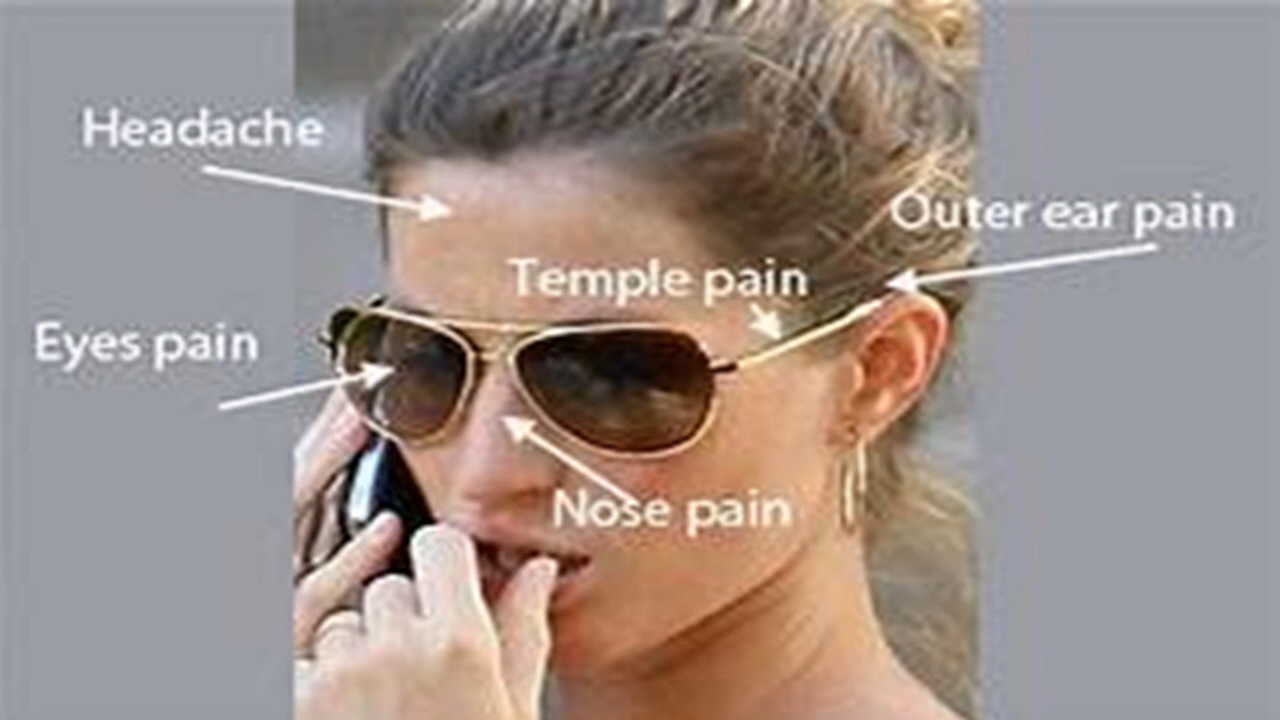 Headache
Outer ear pain
Temple pain
Eyes pain
Nose pain